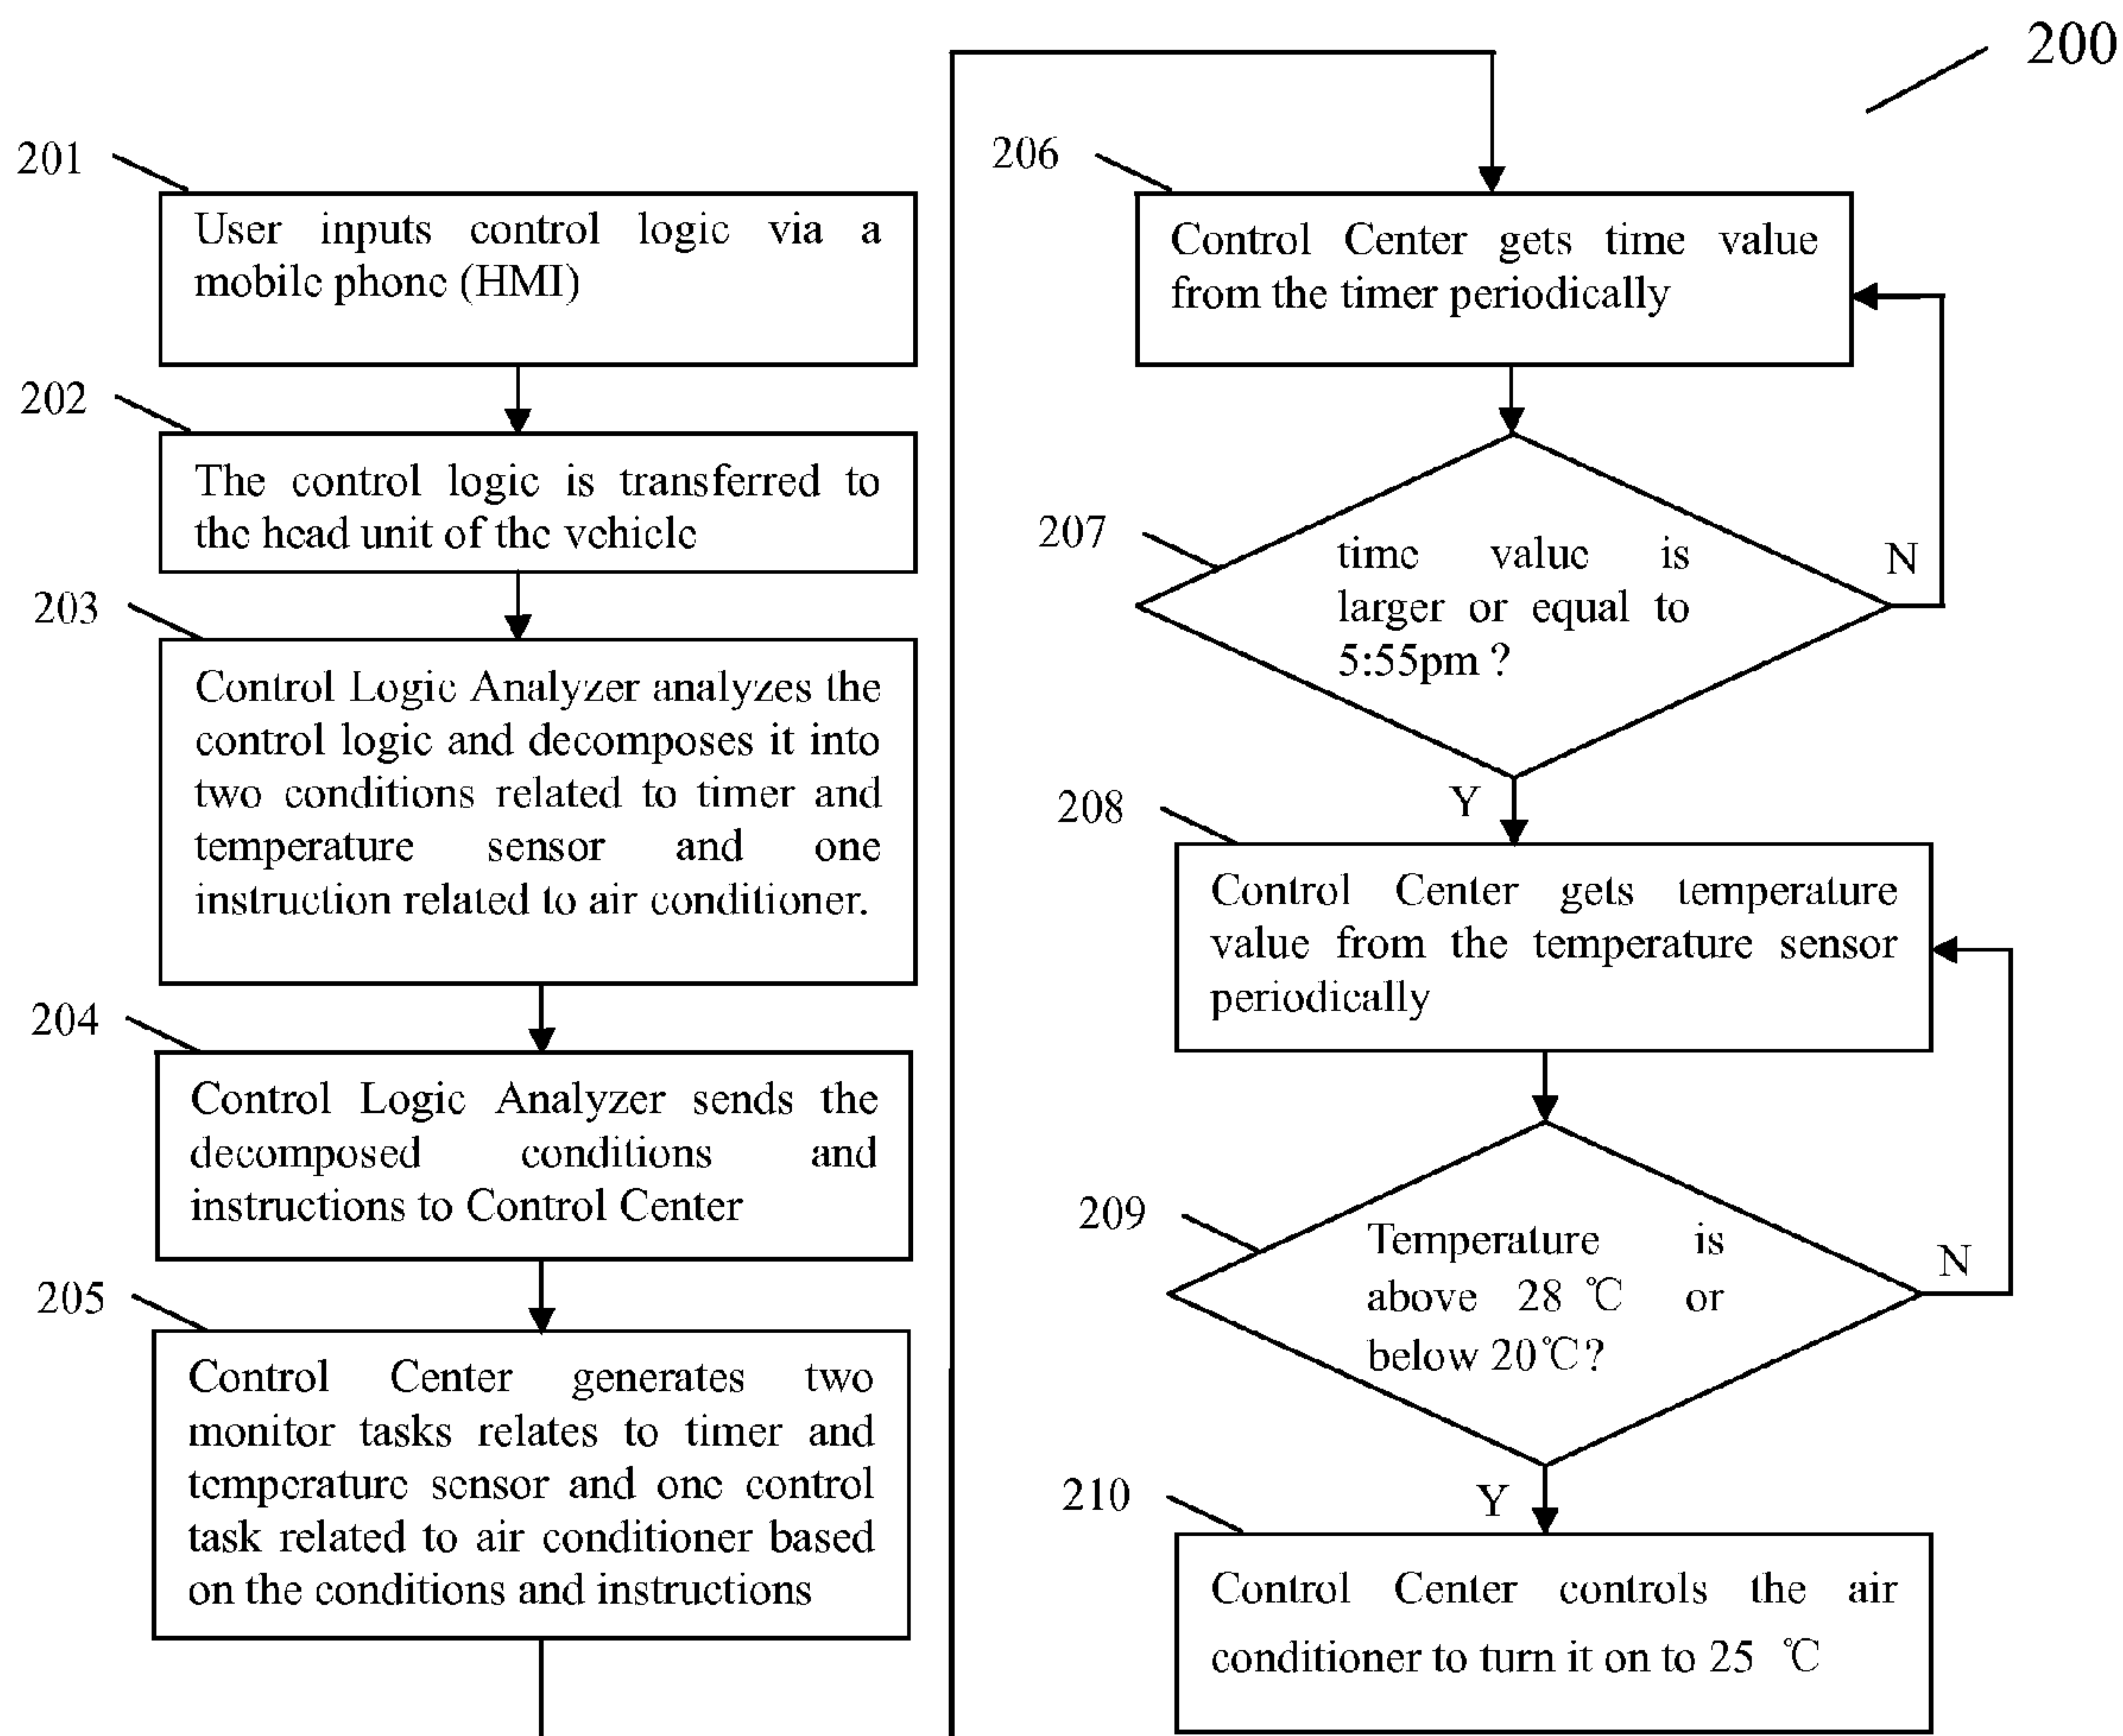 200
201
User inputs control logic via a
mobile phone (HMI)
202
The control logic is transferred to
the head unit of the vehicle
203
Control Logic Analyzer analyzes the
control logic and decomposes it into
two conditions related to timer and
temperature sensor and one
instruction related to air conditioner.
204
Control Logic Analyzer sends the
decomposed conditions and
instructions to Control Center
205
Control Center generates two
monitor tasks relates to timer and
temperature sensor and one control
task related to air conditioner based
on the conditions and instructions
206
Control Center gets time value
from the timer periodically
207
time value is
larger or equal to
5:55pm ?
N
Y
208
Control Center gets temperature
value from the temperature sensor
periodically
209
Temperature is
above 28 ℃ or
below 20℃?
N
Y
210
Control Center controls the air
conditioner to turn it on to 25 ℃